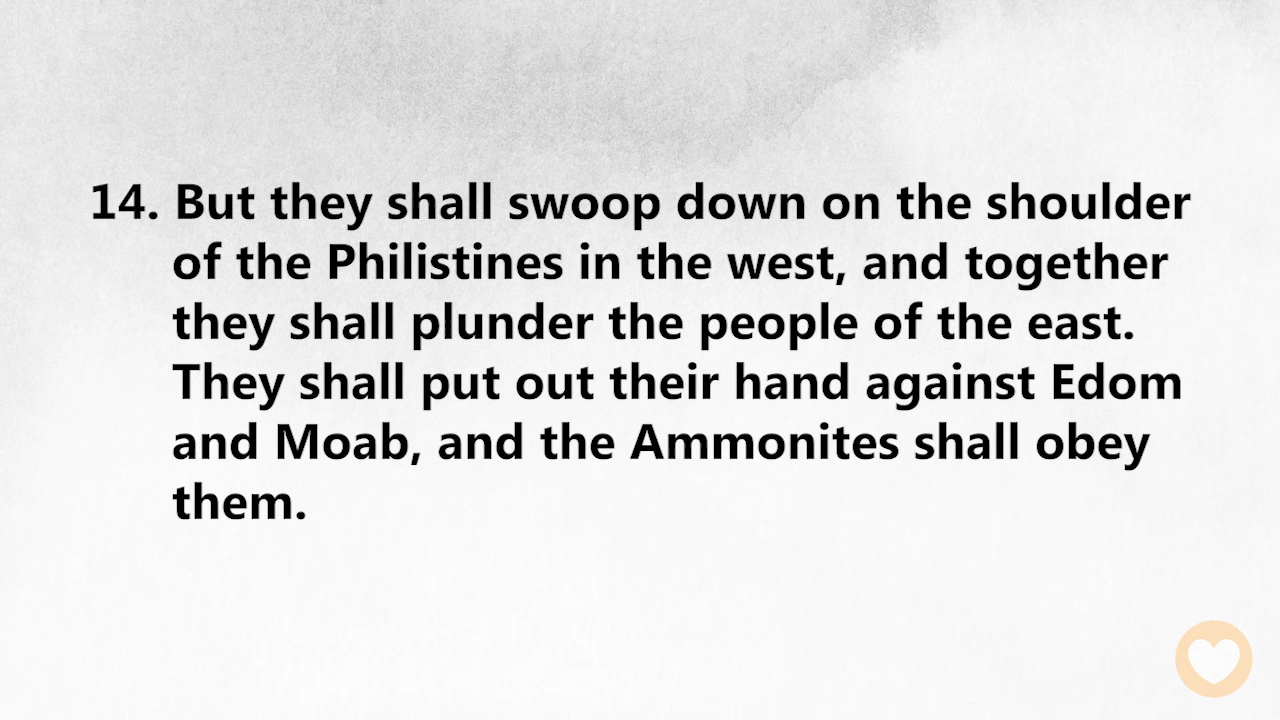 14. But they shall swoop down on the shoulder
of the Philistines in the west, and together
they shall plunder the people of the east.
They shall put out their hand against Edom
and Moab, and the Ammonites shall obey
them.